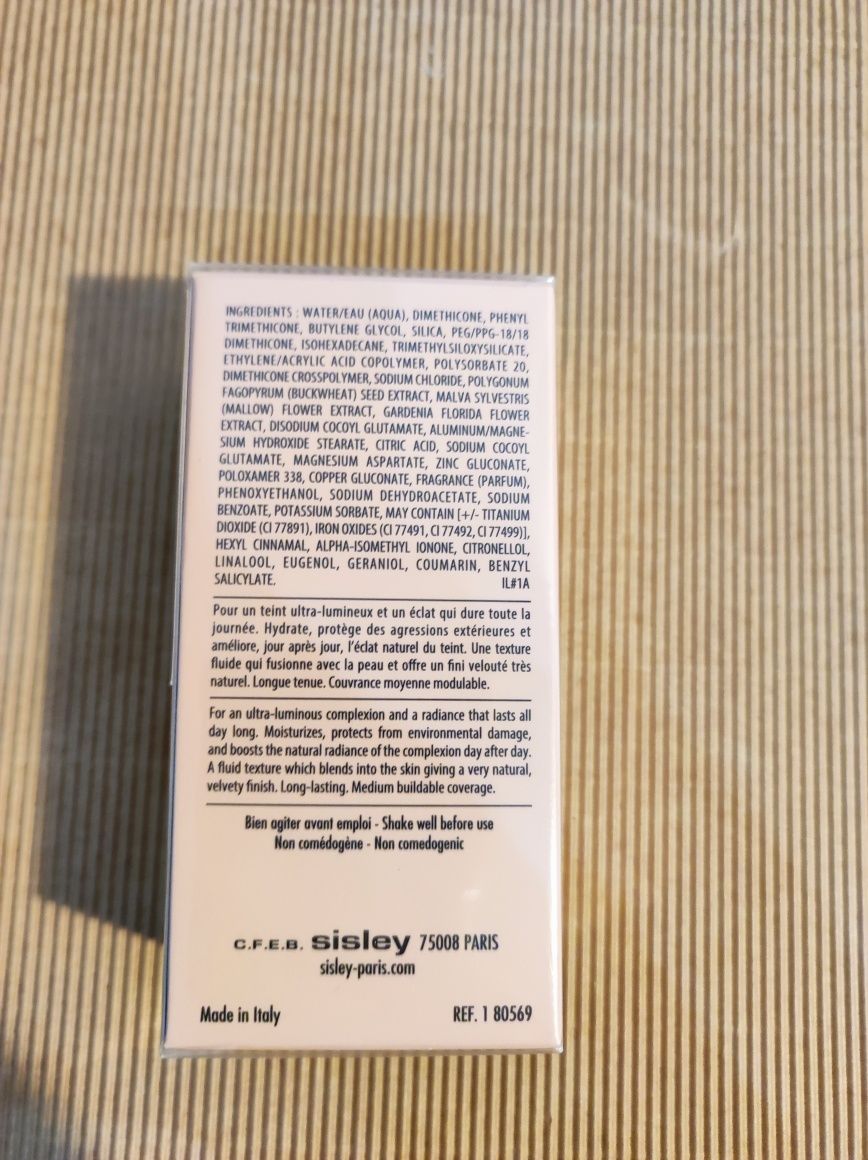 INGREDIENTS : WATER/EAU (AQUA), DIMETHICONE, PHENYL
TRIMETHICONE, BUTYLENE GLYCOL, SILICA, PEG/PPG-18/18
DIMETHICONE, ISOHEXADECANE, TRIMETHYLSILOXYSILICATE,
ETHYLENE/ACRYLIC ACID COPOLYMER, POLYSORBATE 20,
DIMETHICONE CROSSPOLYMER, SODIUM CHLORIDE, POLYGONUM
FAGOPYRUM (BUCKWHEAT) SEED EXTRACT, MALVA SYLVESTRIS
(MALLOW) FLOWER EXTRACT, GARDENIA FLORIDA FLOWER
EXTRACT, DISODIUM COCOYL GLUTAMATE, ALUMINUM/MAGNE-
SIUM HYDROXIDE STEARATE, CITRIC ACID, SODIUM COCOYL
GLUTAMATE, MAGNESIUM ASPARTATE, ZINC GLUCONATE,
POLOXAMER 338, COPPER GLUCONATE, FRAGRANCE (PARFUM),
PHENOXYETHANOL, SODIUM DEHYDROACETATE, SODIUM
BENZOATE, POTASSIUM SORBATE, MAY CONTAIN [+/- TITANIUM
DIOXIDE (CI 77891), IRON OXIDES (CI 77491, CI 77492, CI 77499)],
HEXYL CINNAMAL, ALPHA-ISOMETHYL IONONE, CITRONELLOL,
LINALOOL, EUGENOL, GERANIOL, COUMARIN, BENZYL
SALICYLATE. IL#1A
Pour un teint ultra-lumineux et un éclat qui dure toute la
journée. Hydrate, protège des agressions extérieures et
améliore, jour après jour, l'éclat naturel du teint. Une texture
fluide qui fusionne avec la peau et offre un fini velouté très
naturel. Longue tenue. Couvrance moyenne modulable.
For an ultra-luminous complexion and a radiance that lasts all
day long. Moisturizes, protects from environmental damage,
and boosts the natural radiance of the complexion day after day.
A fluid texture which blends into the skin giving a very natural,
velvety finish. Long-lasting. Medium buildable coverage.
Bien agiter avant emploi - Shake well before use
Non comédogène - Non comedogenic
C.F.E.B. sisley 75008 PARIS
sisley-paris.com
Made in Italy REF. 1 80569